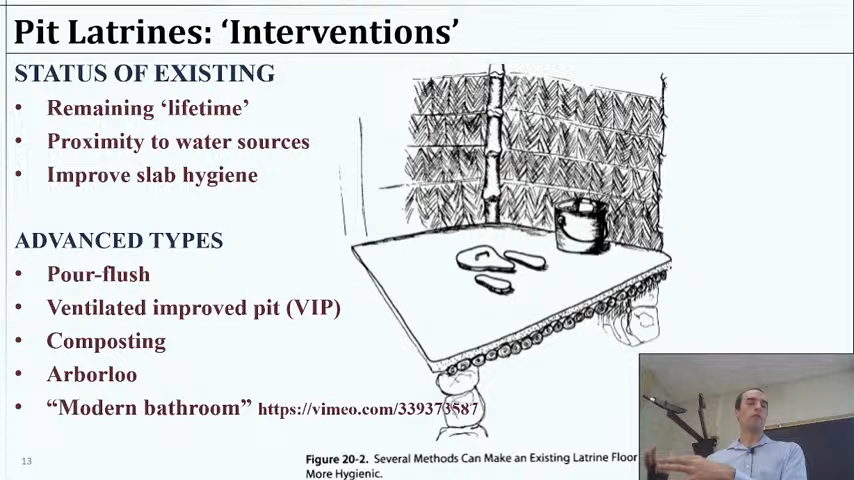 Pit Latrines: ‘Interventions’
STATUS OF EXISTING
• Remaining ‘lifetime’
• Proximity to water sources
• Improve slab hygiene
ADVANCED TYPES
• Pour-flush
• Ventilated improved pit (VIP)
• Composting
• Arborloo
• “Modern bathroom” https://vimeo.com/339373587
13
Figure 20-2. Several Methods Can Make an Existing Latrine Floor
More Hygienic.